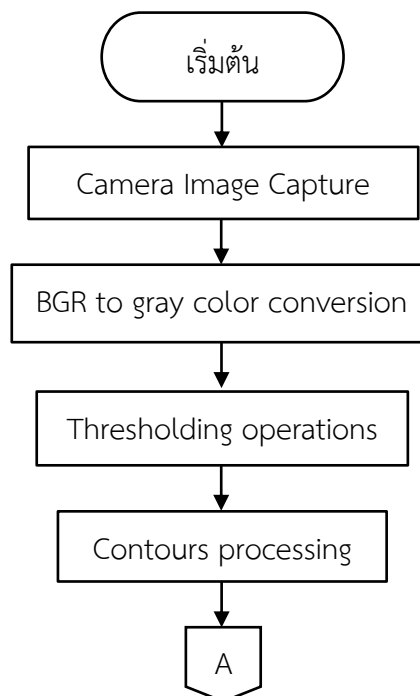 เริ่มต้น
Camera Image Capture
BGR to gray color conversion
Thresholding operations
Contours processing
A